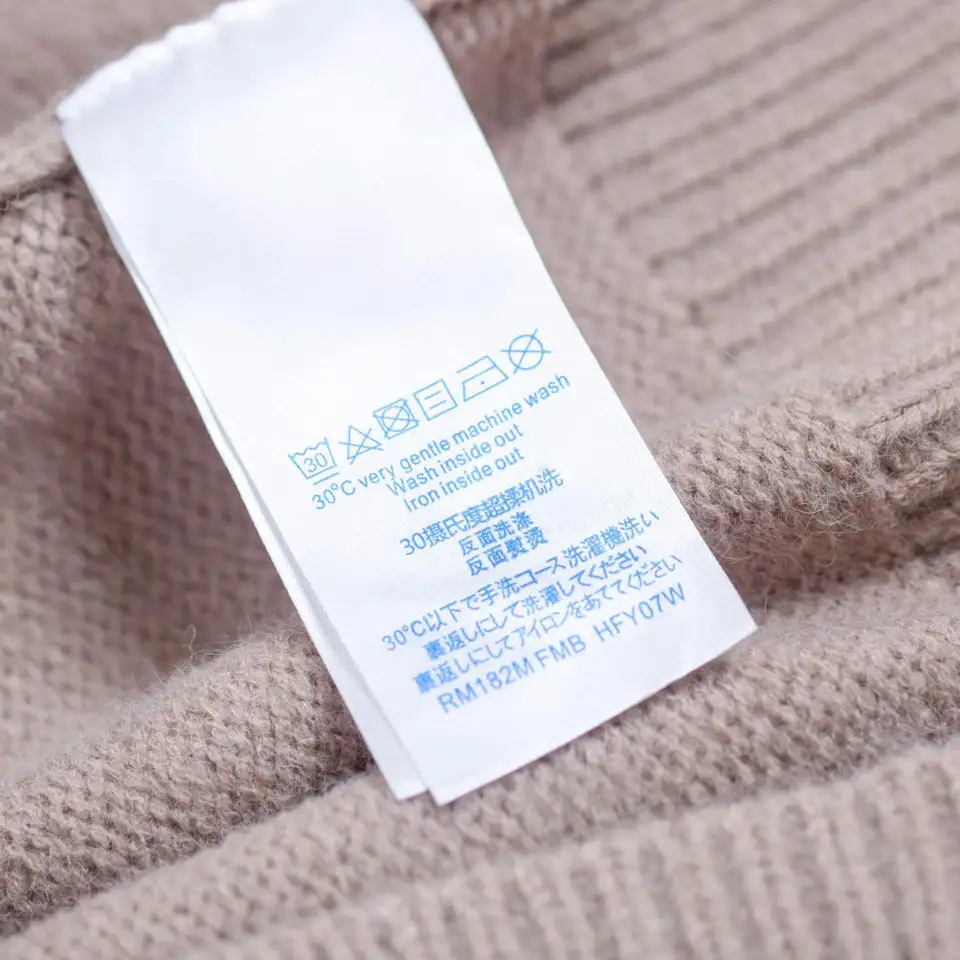 30
30°C very gentle machine wash
Wash inside out
Iron inside out
30摄氏度超揉机洗
反面洗涤
反面熨烫
30°C以下で手洗コース洗濯機洗い
裏返しにして洗濯してください
裏返しにしてアイロンをあててください
RM182M FMB HFY07W